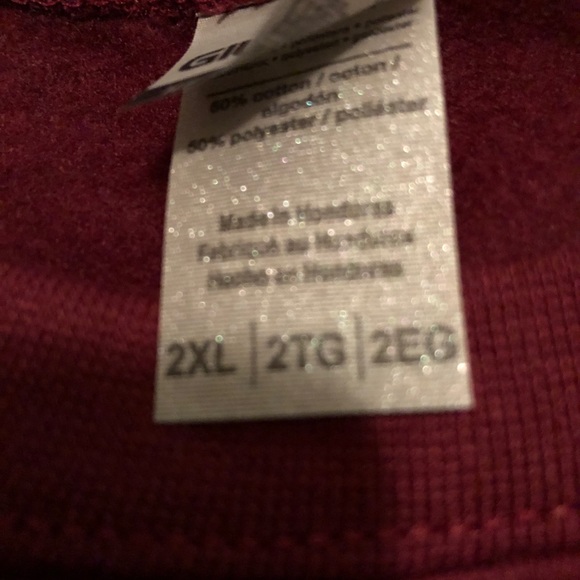 GI
50% cotton / coton /
algodón
50% polyester / poliéster
Made in Honduras
Fabriqué au Honduras
Hecho en Honduras
2XL | 2TG | 2EG